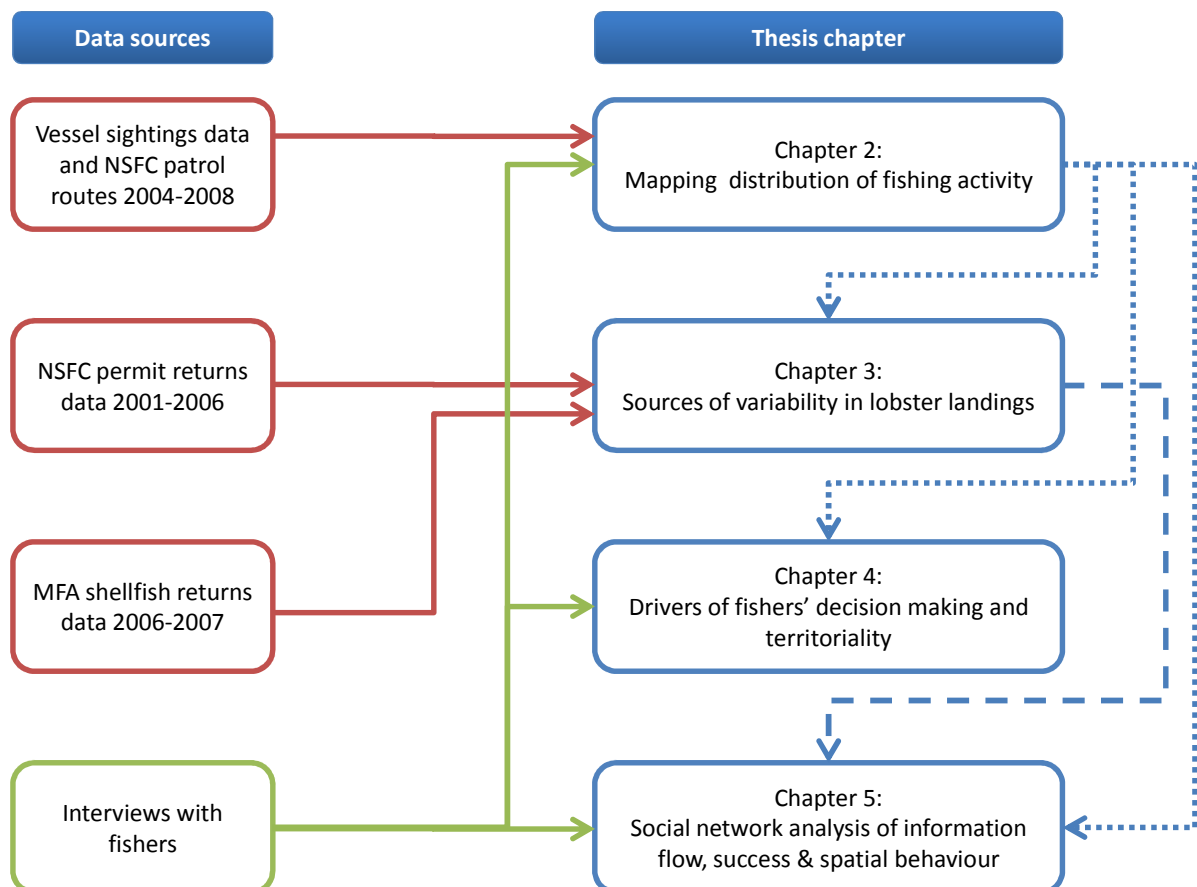 Data sources
Thesis chapter
Vessel sightings data
and NSFC patrol
routes 2004-2008
Chapter 2:
Mapping distribution of fishing activity
NSFC permit returns
data 2001-2006
Chapter 3:
Sources of variability in lobster landings
MFA shellfish returns
data 2006-2007
Chapter 4:
Drivers of fishers’ decision making and
territoriality
Interviews with
fishers
Chapter 5:
Social network analysis of information
flow, success & spatial behaviour